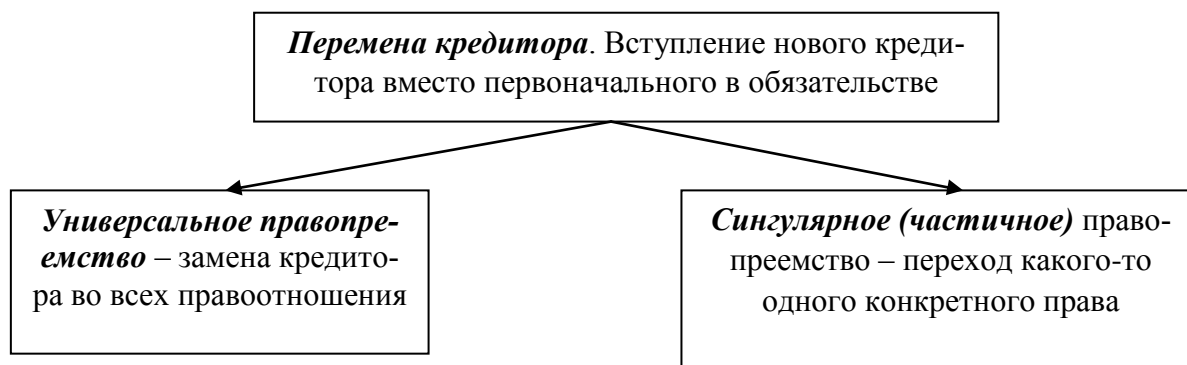 Перемена кредитора. Вступление нового креди-
тора вместо первоначального в обязательстве
Универсальное правопре-
емство – замена кредито-
ра во всех правоотношения
Сингулярное (частичное) право-
преемство – переход какого-то
одного конкретного права